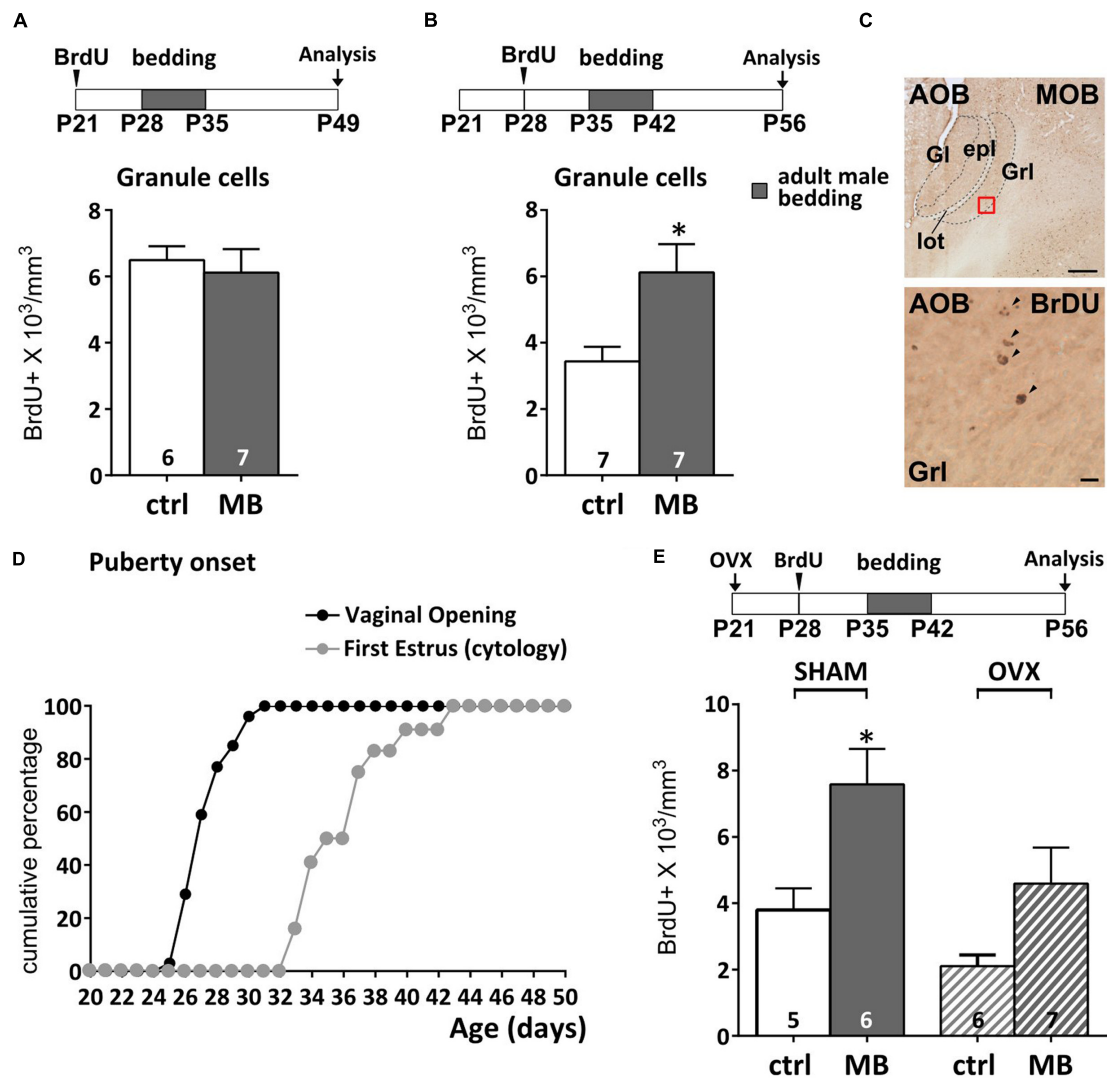 A
BrdU bedding Analysis
P21 P28 P35 P49
Granule cells
BrdU+ X 10³/mm³
8
6
4
2
0
6 7
ctrl MB
B
BrdU bedding Analysis
P21 P28 P35 P42 P56
Granule cells
adult male
bedding
BrdU+ X 10³/mm³
8
6
4
2
0
*
7 7
ctrl MB
C
AOB MOB
Gl epl Grl
lot
AOB BrDU
Grl
D Puberty onset
Vaginal Opening
First Estrus (cytology)
cumulative percentage
100
80
60
40
20
0
20 22 24 26 28 30 32 34 36 38 40 42 44 46 48 50
Age (days)
E
OVX BrdU bedding Analysis
P21 P28 P35 P42 P56
SHAM OVX
BrdU+ X 10³/mm³
10
8
6
4
2
0
*
5 6 6 7
ctrl MB ctrl MB